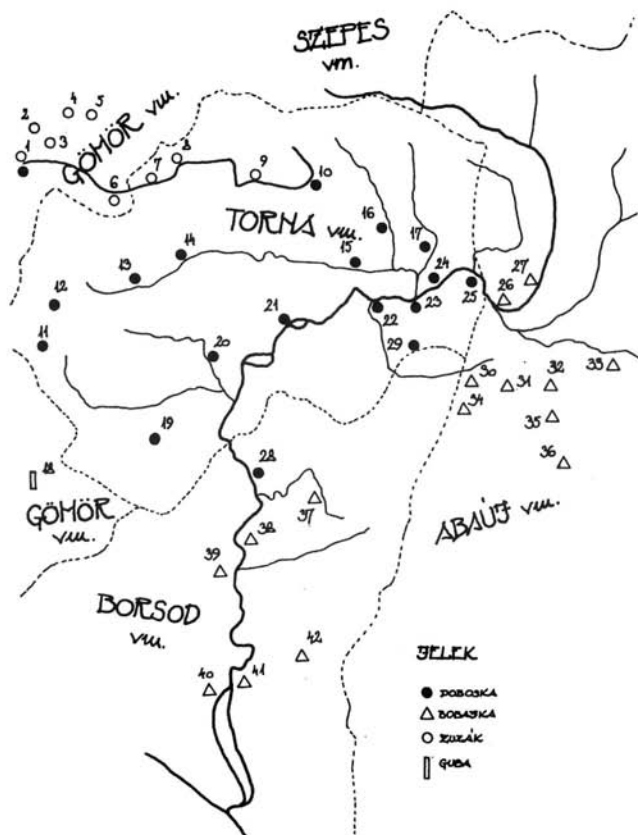 SZEPES
vm.
GÖMÖR vm.
4
5
2
3
1
8
7
9
6
10
TORNA
vm.
16
17
15
14
13
24
27
12
25
26
21
22
23
11
20
29
33
30
31
32
34
19
35
28
36
18
37
GÖMÖR
vm.
38
ABAÚJ vm.
39
BORSOD
vm.
42
40
41
JELEK
DOBOSKA
BOBAJKA
ZUZÁK
GUBA